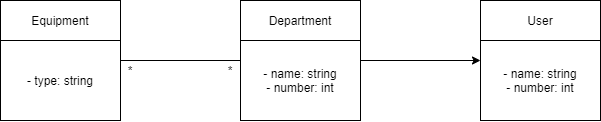 Equipment
- type: string
*
*
Department
- name: string
- number: int
User
- name: string
- number: int